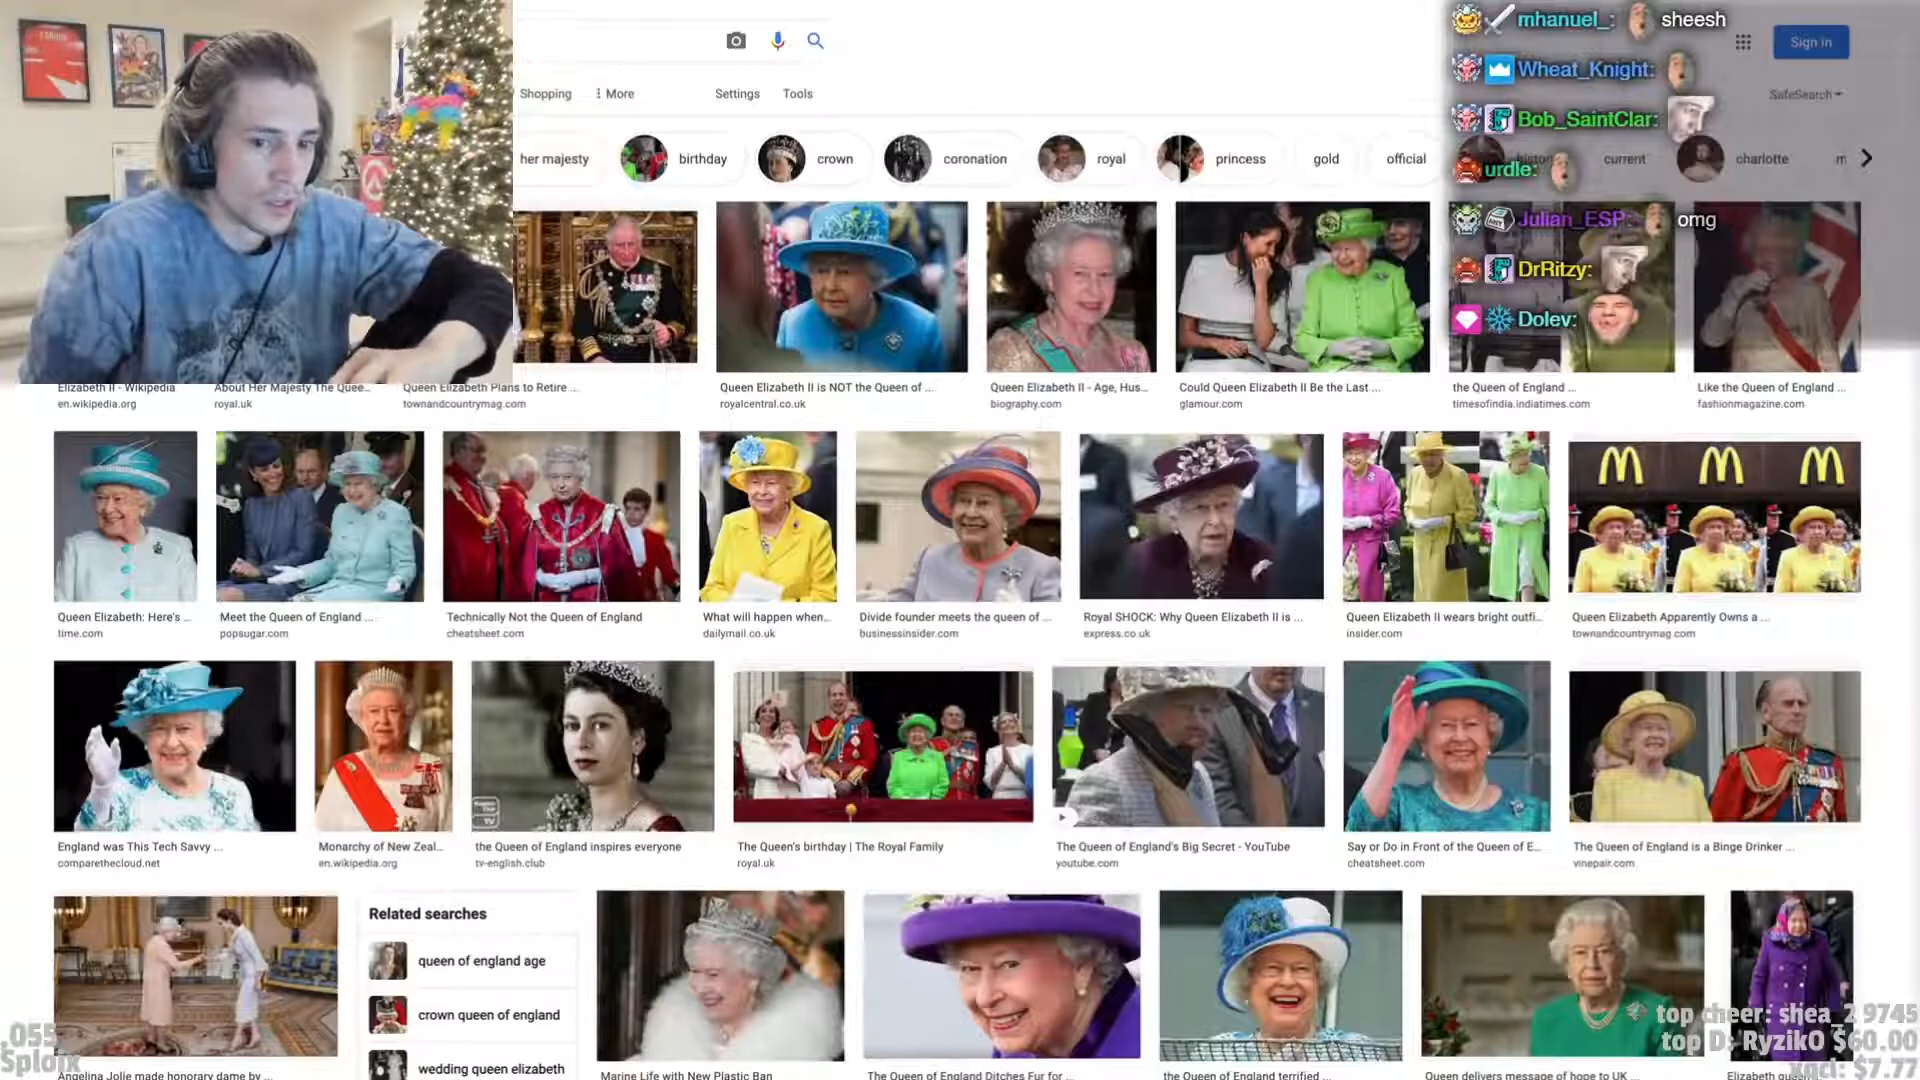 Shopping
More
Settings
Tools
Sign in
SafeSearch
mhanuel_: sheesh
Wheat_Knight:
Bob_SaintClar:
urdle:
Julian_ESP: omg
DrRitzy:
Dolev:
her majesty
birthday
crown
coronation
royal
princess
gold
official
current
charlotte
m
Elizabeth II - Wikipedia
en.wikipedia.org
About Her Majesty The Quee...
royal.uk
Queen Elizabeth Plans to Retire ...
townandcountrymag.com
Queen Elizabeth II is NOT the Queen of ...
royalcentral.co.uk
Queen Elizabeth II - Age, Hus...
biography.com
Could Queen Elizabeth II Be the Last ...
glamour.com
the Queen of England ...
timesofindia.indiatimes.com
Like the Queen of England ...
fashionmagazine.com
Queen Elizabeth: Here's ...
time.com
Meet the Queen of England ...
popsugar.com
Technically Not the Queen of England
cheatsheet.com
What will happen when...
dailymail.co.uk
Divide founder meets the queen of ...
businessinsider.com
Royal SHOCK: Why Queen Elizabeth II is ...
express.co.uk
Queen Elizabeth II wears bright outfi...
insider.com
Queen Elizabeth Apparently Owns a ...
townandcountrymag.com
England was This Tech Savvy ...
comparethecloud.net
Monarchy of New Zeal...
en.wikipedia.org
the Queen of England inspires everyone
tv-english.club
The Queen's birthday | The Royal Family
royal.uk
The Queen of England's Big Secret - YouTube
youtube.com
Say or Do in Front of the Queen of E...
cheatsheet.com
The Queen of England is a Binge Drinker ...
vinepair.com
Related searches
queen of england age
crown queen of england
wedding queen elizabeth
Angelina Jolie made honorary dame by ...
Marine Life with New Plastic Ban
The Queen of England Ditches Fur for ...
the Queen of England terrified ...
Queen delivers message of hope to UK ...
top cheer: shea_
top D: RyzikO $60.00
$7.77